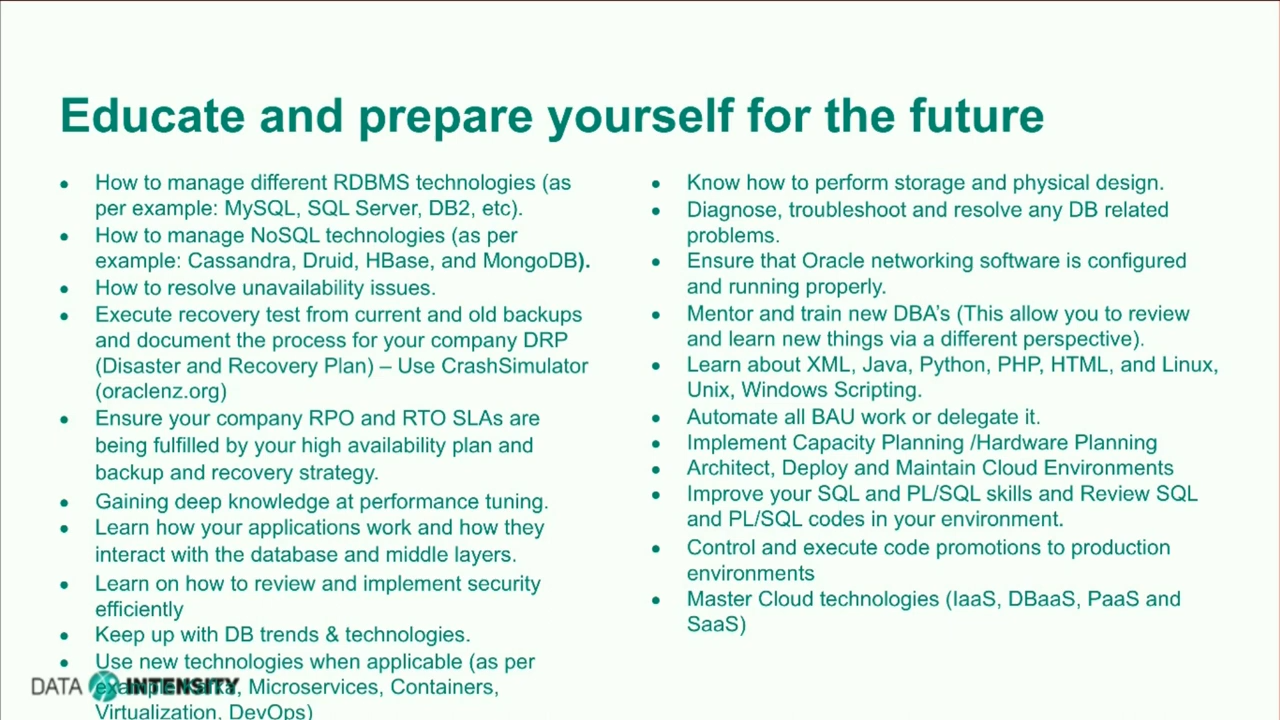 Educate and prepare yourself for the future
• How to manage different RDBMS technologies (as
per example: MySQL, SQL Server, DB2, etc).
• How to manage NoSQL technologies (as per
example: Cassandra, Druid, HBase, and MongoDB).
• How to resolve unavailability issues.
• Execute recovery test from current and old backups
and document the process for your company DRP
(Disaster and Recovery Plan) – Use CrashSimulator
(oraclenz.org)
• Ensure your company RPO and RTO SLAs are
being fulfilled by your high availability plan and
backup and recovery strategy.
• Gaining deep knowledge at performance tuning.
• Learn how your applications work and how they
interact with the database and middle layers.
• Learn on how to review and implement security
efficiently
• Keep up with DB trends & technologies.
• Use new technologies when applicable (as per
example Kafka, Microservices, Containers,
Virtualization, DevOps)
• Know how to perform storage and physical design.
• Diagnose, troubleshoot and resolve any DB related
problems.
• Ensure that Oracle networking software is configured
and running properly.
• Mentor and train new DBA’s (This allow you to review
and learn new things via a different perspective).
• Learn about XML, Java, Python, PHP, HTML, and Linux,
Unix, Windows Scripting.
• Automate all BAU work or delegate it.
• Implement Capacity Planning /Hardware Planning
• Architect, Deploy and Maintain Cloud Environments
• Improve your SQL and PL/SQL skills and Review SQL
and PL/SQL codes in your environment.
• Control and execute code promotions to production
environments
• Master Cloud technologies (IaaS, DBaaS, PaaS and
SaaS)
DATA INTENSITY